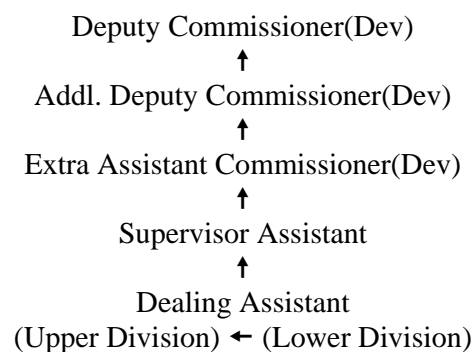 Deputy Commissioner(Dev)
↑
Addl. Deputy Commissioner(Dev)
↑
Extra Assistant Commissioner(Dev)
↑
Supervisor Assistant
↑
Dealing Assistant
(Upper Division) ← (Lower Division)